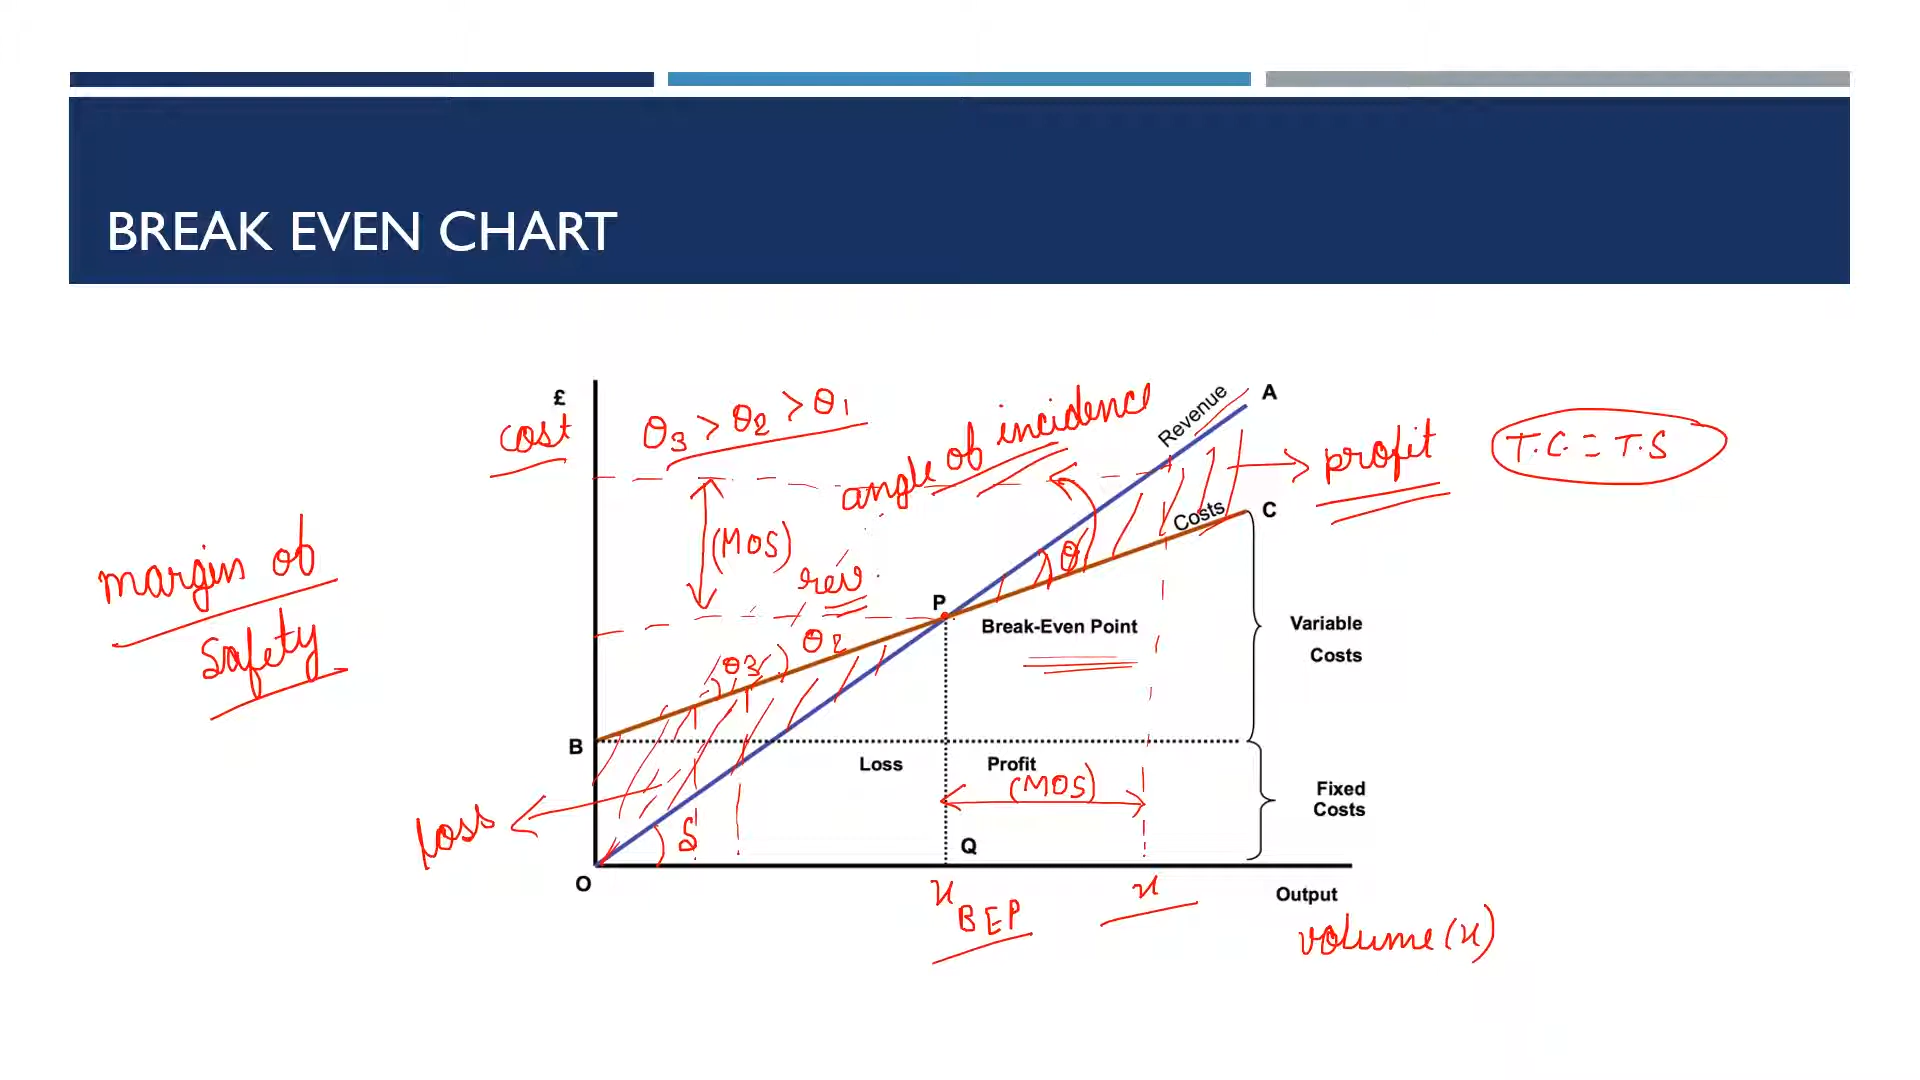 BREAK EVEN CHART
£
cost
θ3 > θ2 > θ1
angle of incidence
Revenue
A
profit
T.C. = T.S
Costs
C
(MOS)
rev.
θ
margin of
safety
P
Break-Even Point
Variable
Costs
θ3
θ2
B
Loss
Profit
(MOS)
Fixed
Costs
loss
Q
O
x
BEP
x
Output
volume (x)